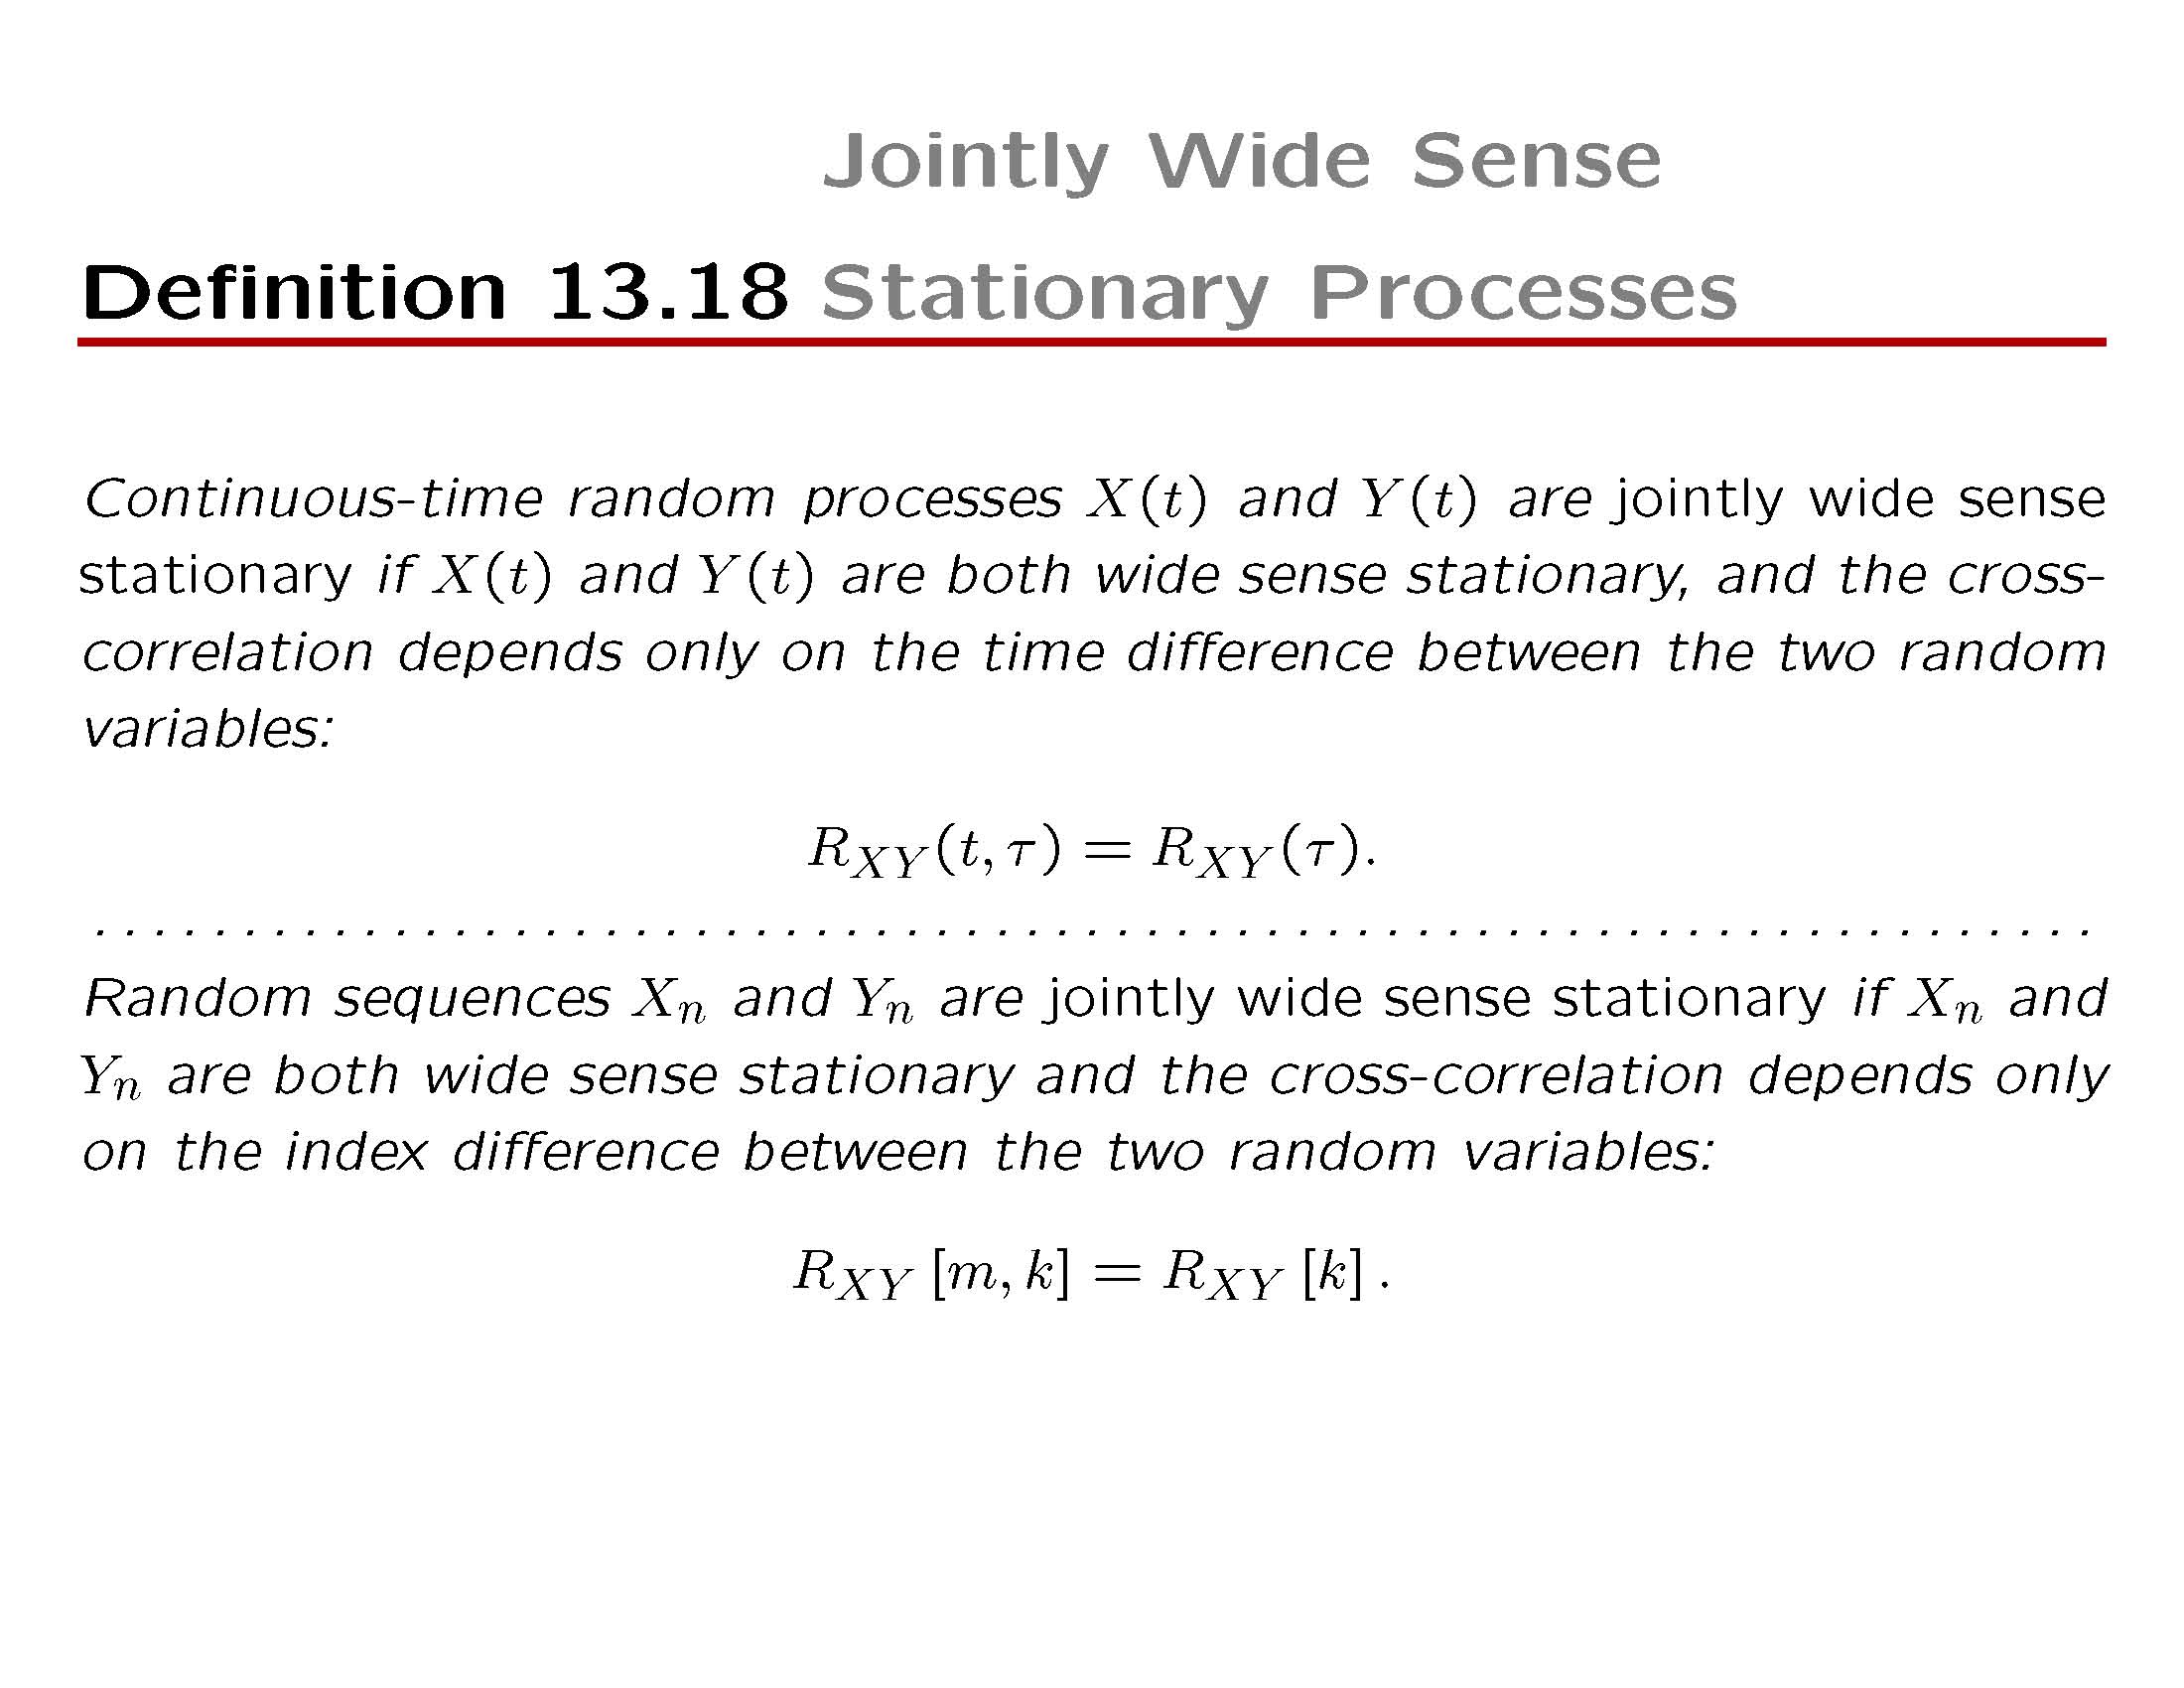 Jointly Wide Sense
Definition 13.18 Stationary Processes
Continuous-time random processes X(t) and Y(t) are jointly wide sense
stationary if X(t) and Y(t) are both wide sense stationary, and the cross-
correlation depends only on the time difference between the two random
variables:
R_{XY}(t, τ) = R_{XY}(τ).
Random sequences X_n and Y_n are jointly wide sense stationary if X_n and
Y_n are both wide sense stationary and the cross-correlation depends only
on the index difference between the two random variables:
R_{XY} [m, k] = R_{XY} [k] .